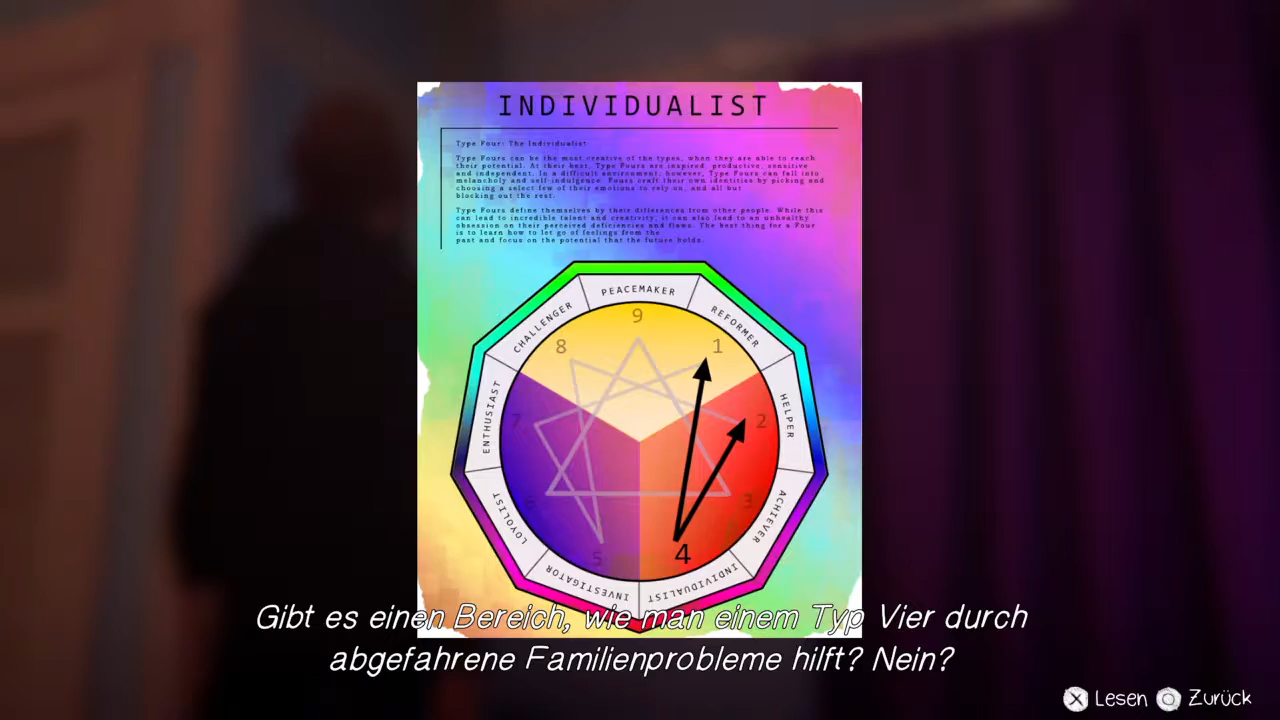 INDIVIDUALIST
Type Four: The Individualist
Type Fours can be the most creative of the types, when they are able to reach
their potential. At their best, Type Fours are inspired, productive, sensitive
and independent. In a difficult environment, however, Type Fours can fall into
melancholy and self-indulgence. Fours craft their own identities by picking and
choosing a select few of their emotions to rely on, and all but
blocking out the rest.
Type Fours define themselves by their differences from other people. While this
can lead to incredible talent and creativity, it can also lead to an unhealthy
obsession on their perceived deficiencies and flaws. The best thing for a Four
is to learn how to let go of feelings from the
past and focus on the potential that the future holds.
PEACEMAKER
REFORMER
HELPER
ACHIEVER
INDIVIDUALIST
INVESTIGATOR
LOYOLIST
ENTHUSIAST
CHALLENGER
9
1
2
3
4
5
6
7
8
Gibt es einen Bereich, wie man einem Typ Vier durch
abgefahrene Familienprobleme hilft? Nein?
Lesen Zurück